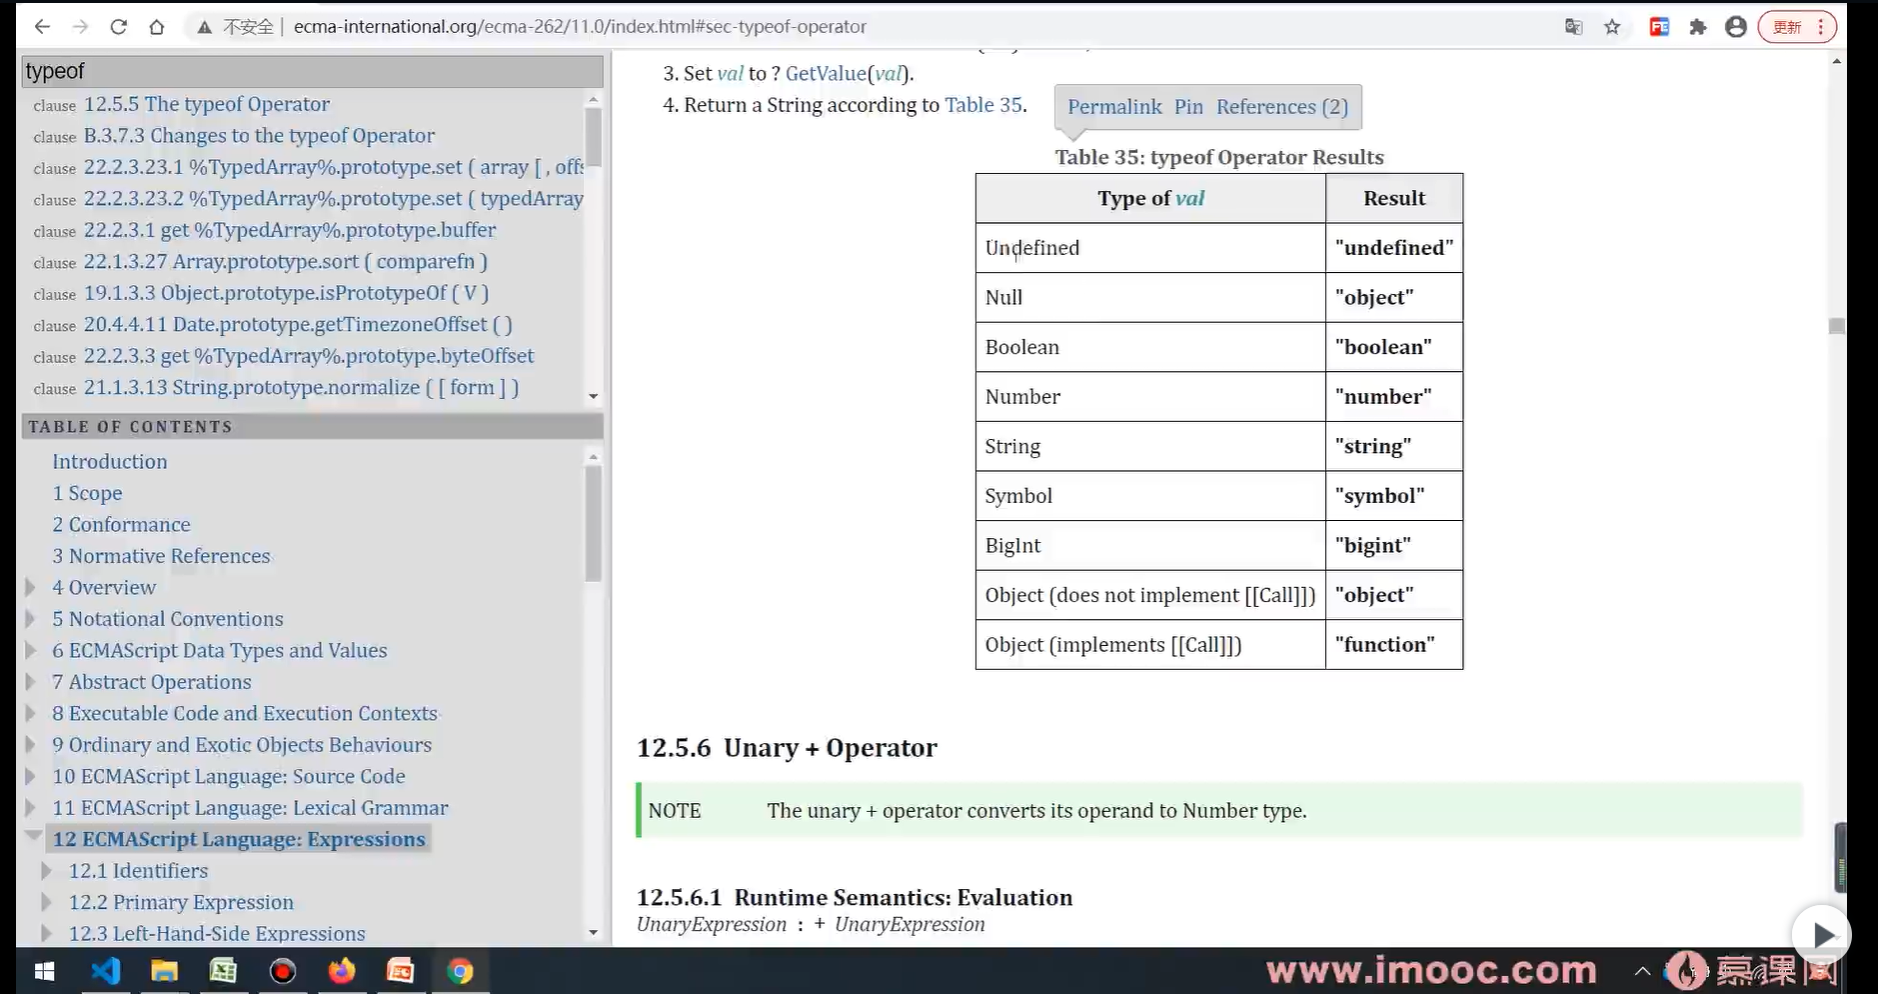 不安全 | ecma-international.org/ecma-262/11.0/index.html#sec-typeof-operator
更新
typeof
clause 12.5.5 The typeof Operator
clause B.3.7.3 Changes to the typeof Operator
clause 22.2.3.23.1 %TypedArray%.prototype.set ( array [ , offs
clause 22.2.3.23.2 %TypedArray%.prototype.set ( typedArray
clause 22.2.3.1 get %TypedArray%.prototype.buffer
clause 22.1.3.27 Array.prototype.sort ( comparefn )
clause 19.1.3.3 Object.prototype.isPrototypeOf ( V )
clause 20.4.4.11 Date.prototype.getTimezoneOffset ( )
clause 22.2.3.3 get %TypedArray%.prototype.byteOffset
clause 21.1.3.13 String.prototype.normalize ( [ form ] )
TABLE OF CONTENTS
Introduction
1 Scope
2 Conformance
3 Normative References
4 Overview
5 Notational Conventions
6 ECMAScript Data Types and Values
7 Abstract Operations
8 Executable Code and Execution Contexts
9 Ordinary and Exotic Objects Behaviours
10 ECMAScript Language: Source Code
11 ECMAScript Language: Lexical Grammar
12 ECMAScript Language: Expressions
12.1 Identifiers
12.2 Primary Expression
12.3 Left-Hand-Side Expressions
3. Set val to ? GetValue(val).
4. Return a String according to Table 35.
Permalink Pin References (2)
Table 35: typeof Operator Results
Type of val Result
Undefined "undefined"
Null "object"
Boolean "boolean"
Number "number"
String "string"
Symbol "symbol"
BigInt "bigint"
Object (does not implement [[Call]]) "object"
Object (implements [[Call]]) "function"
12.5.6 Unary + Operator
NOTE The unary + operator converts its operand to Number type.
12.5.6.1 Runtime Semantics: Evaluation
UnaryExpression : + UnaryExpression
www.imooc.com 慕课网